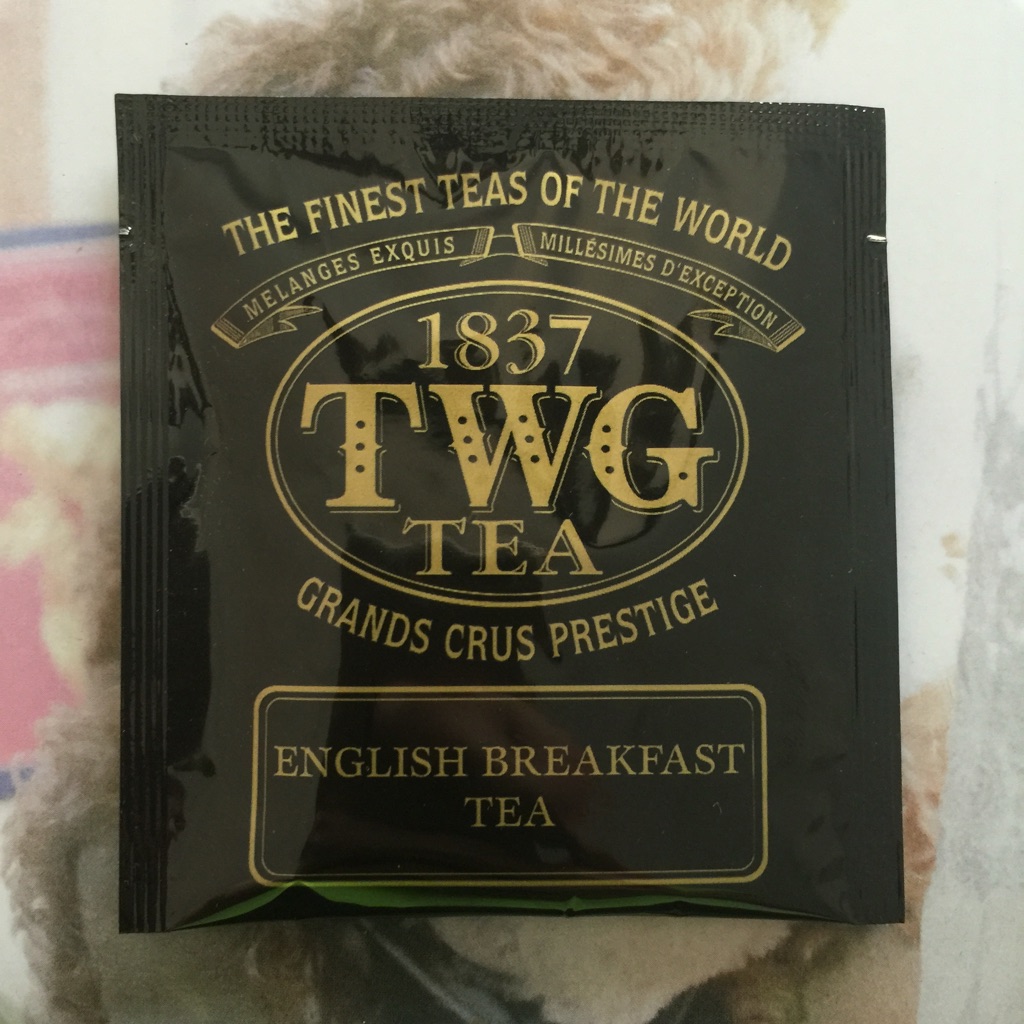 THE FINEST TEAS OF THE WORLD
MELANGES EXQUIS MILLÉSIMES D'EXCEPTION
1837
TWG
TEA
GRANDS CRUS PRESTIGE
ENGLISH BREAKFAST
TEA